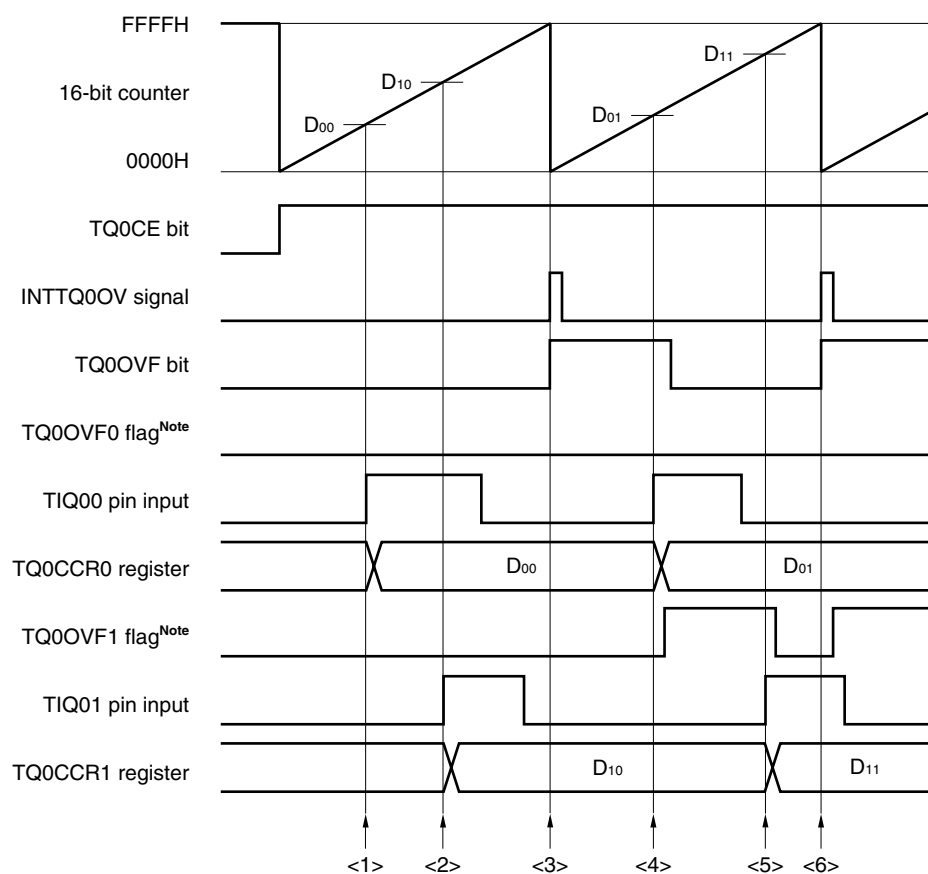 FFFFH
16-bit counter
0000H
D00
D10
D01
D11
TQ0CE bit
INTTQ0OV signal
TQ0OVF bit
TQ0OVF0 flagNote
TIQ00 pin input
TQ0CCR0 register
D00
D01
TQ0OVF1 flagNote
TIQ01 pin input
TQ0CCR1 register
D10
D11
<1> <2> <3> <4> <5> <6>